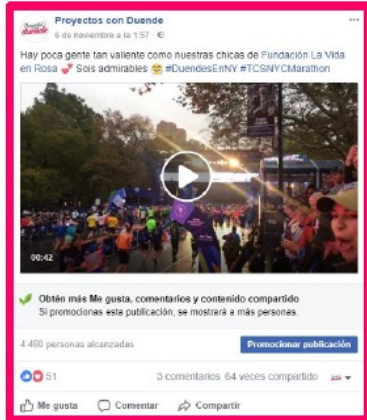 Proyectos con Duende
6 de noviembre a la 1:57
Hay poca gente tan valiente como nuestras chicas de Fundación La Vida
en Rosa 💕 Sois admirables 😊 #DuendesEnNY #TCSNYCMarathon
00:42
Obtén más Me gusta, comentarios y contenido compartido
Si promocionas esta publicación, se mostrará a más personas.
4.460 personas alcanzadas
Promocionar publicación
51
3 comentarios 64 veces compartido
Me gusta Comentar Compartir